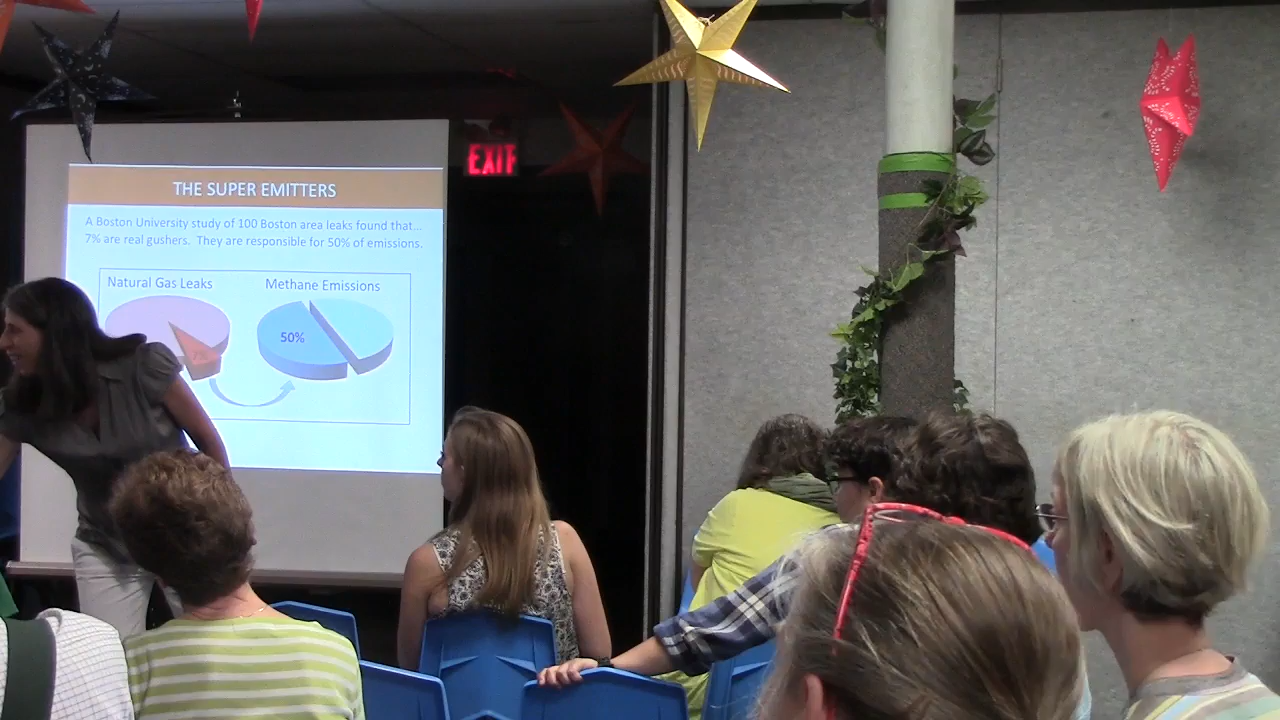 THE SUPER EMITTERS
A Boston University study of 100 Boston area leaks found that...
7% are real gushers. They are responsible for 50% of emissions.
Natural Gas Leaks
Methane Emissions
50%
7%
EXIT